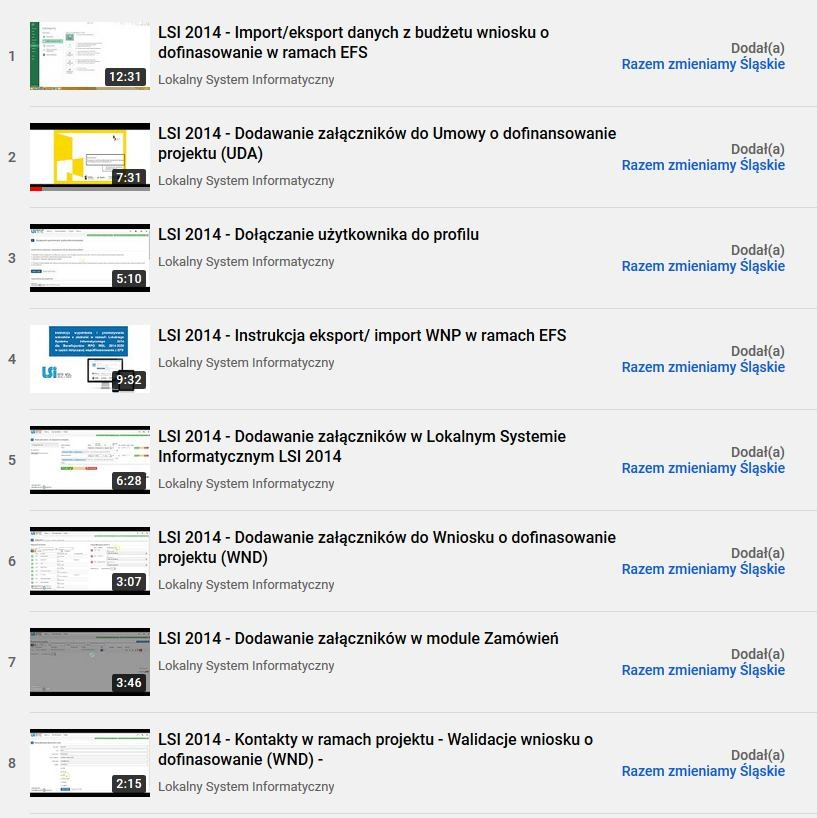 1
12:31
LSI 2014 - Import/eksport danych z budżetu wniosku o
dofinasowanie w ramach EFS
Lokalny System Informatyczny
Dodał(a)
Razem zmieniamy Śląskie
2
7:31
LSI 2014 - Dodawanie załączników do Umowy o dofinansowanie
projektu (UDA)
Lokalny System Informatyczny
Dodał(a)
Razem zmieniamy Śląskie
3
5:10
LSI 2014 - Dołączanie użytkownika do profilu
Lokalny System Informatyczny
Dodał(a)
Razem zmieniamy Śląskie
4
LSI
9:32
LSI 2014 - Instrukcja eksport/ import WNP w ramach EFS
Lokalny System Informatyczny
Dodał(a)
Razem zmieniamy Śląskie
5
6:28
LSI 2014 - Dodawanie załączników w Lokalnym Systemie
Informatycznym LSI 2014
Lokalny System Informatyczny
Dodał(a)
Razem zmieniamy Śląskie
6
3:07
LSI 2014 - Dodawanie załączników do Wniosku o dofinasowanie
projektu (WND)
Lokalny System Informatyczny
Dodał(a)
Razem zmieniamy Śląskie
7
3:46
LSI 2014 - Dodawanie załączników w module Zamówień
Lokalny System Informatyczny
Dodał(a)
Razem zmieniamy Śląskie
8
2:15
LSI 2014 - Kontakty w ramach projektu - Walidacje wniosku o
dofinasowanie (WND) -
Lokalny System Informatyczny
Dodał(a)
Razem zmieniamy Śląskie